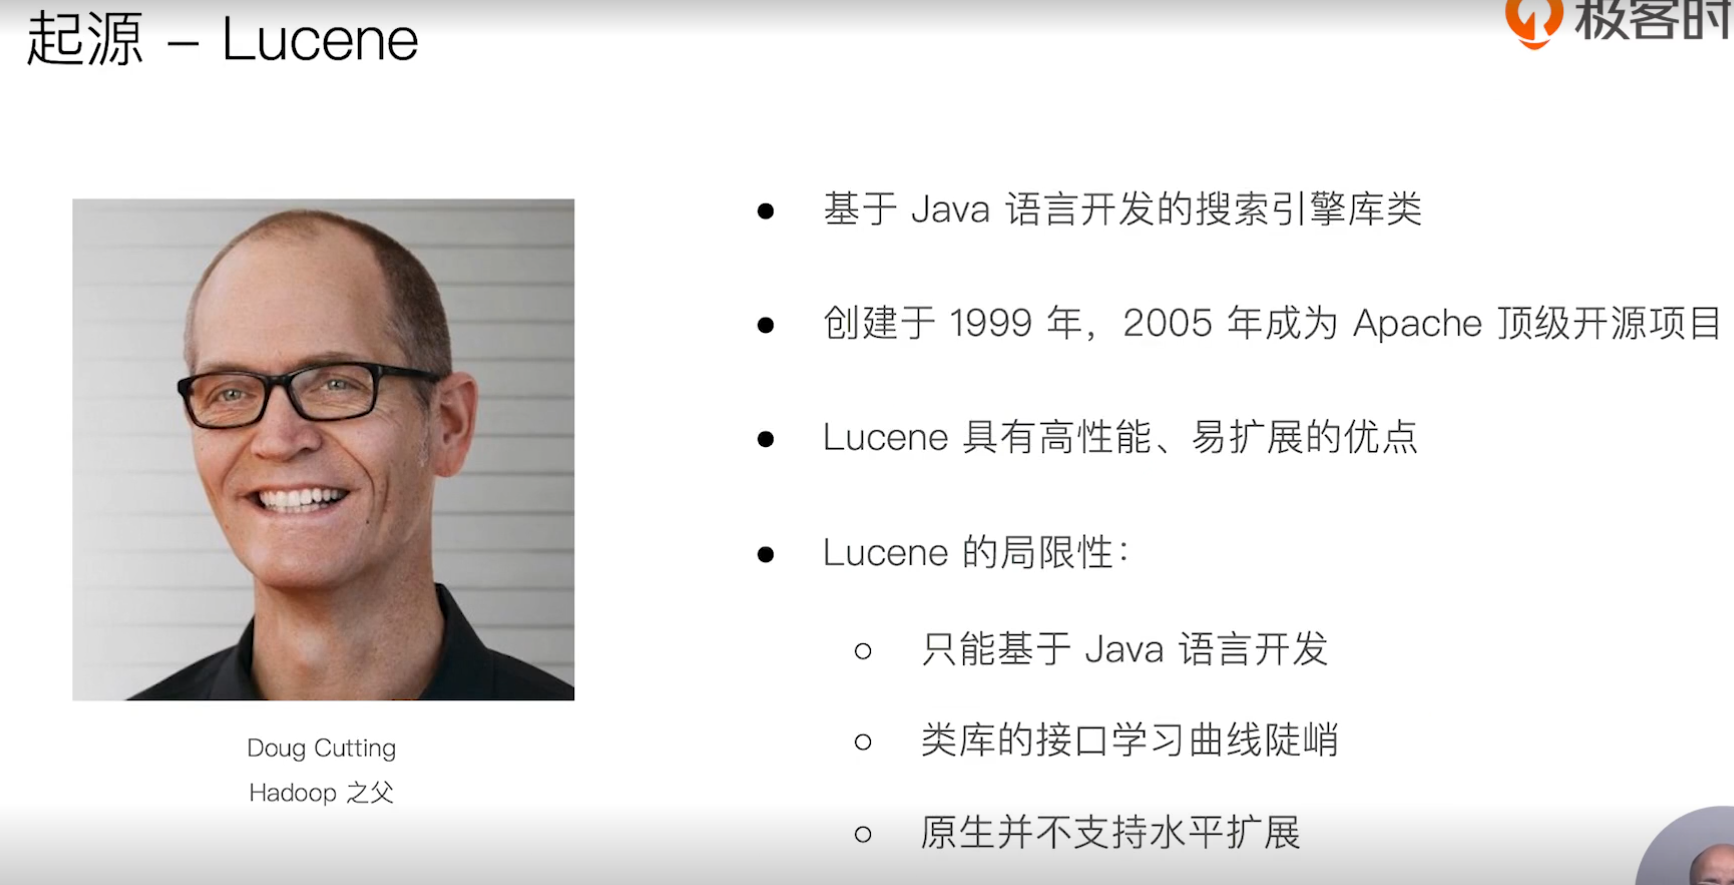 起源 – Lucene
极客时
基于 Java 语言开发的搜索引擎库类
创建于 1999 年，2005 年成为 Apache 顶级开源项目
Lucene 具有高性能、易扩展的优点
Lucene 的局限性：
只能基于 Java 语言开发
类库的接口学习曲线陡峭
原生并不支持水平扩展
Doug Cutting
Hadoop 之父